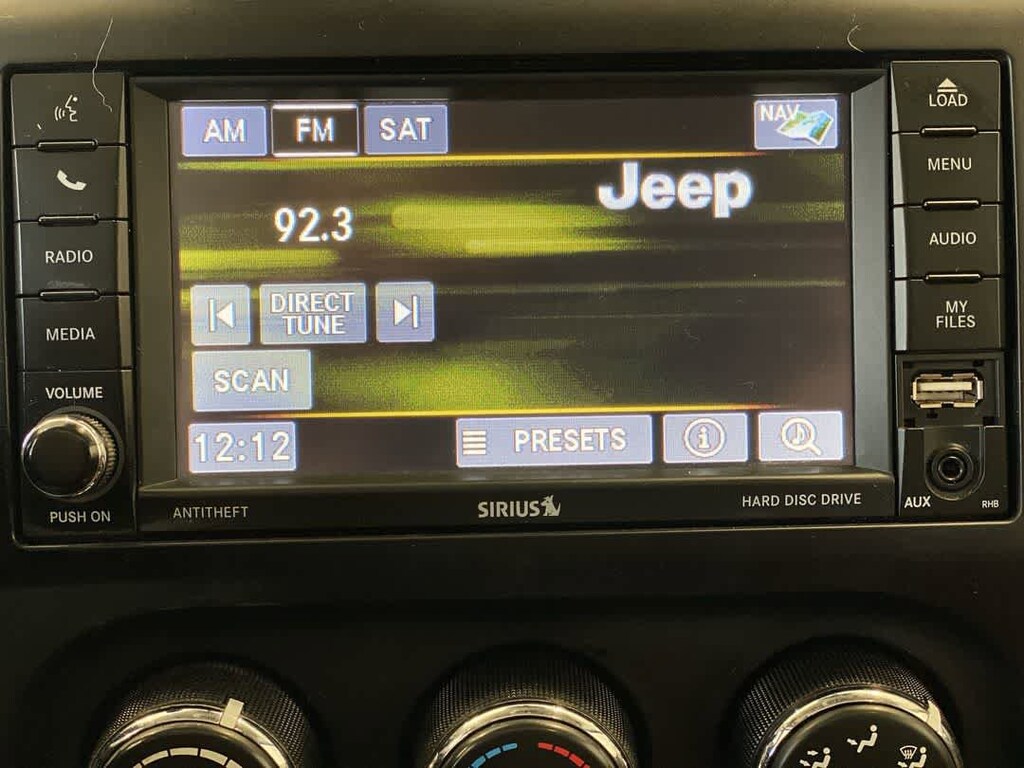 AM FM SAT NAV
Jeep
92.3
DIRECT
TUNE
SCAN
12:12 PRESETS i
RADIO
MEDIA
VOLUME
PUSH ON
ANTITHEFT
SIRIUS
HARD DISC DRIVE
LOAD
MENU
AUDIO
MY
FILES
AUX
RHB